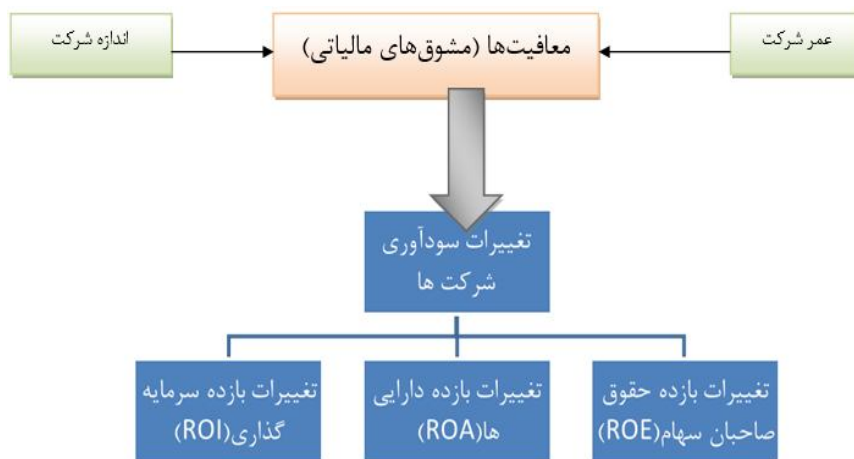 عمر شرکت
معافیت‌ها (مشوق‌های مالیاتی)
اندازه شرکت
تغییرات سودآوری
شرکت ها
تغییرات بازده حقوق
صاحبان سهام(ROE)
تغییرات بازده دارایی
ها(ROA)
تغییرات بازده سرمایه
گذاری(ROI)